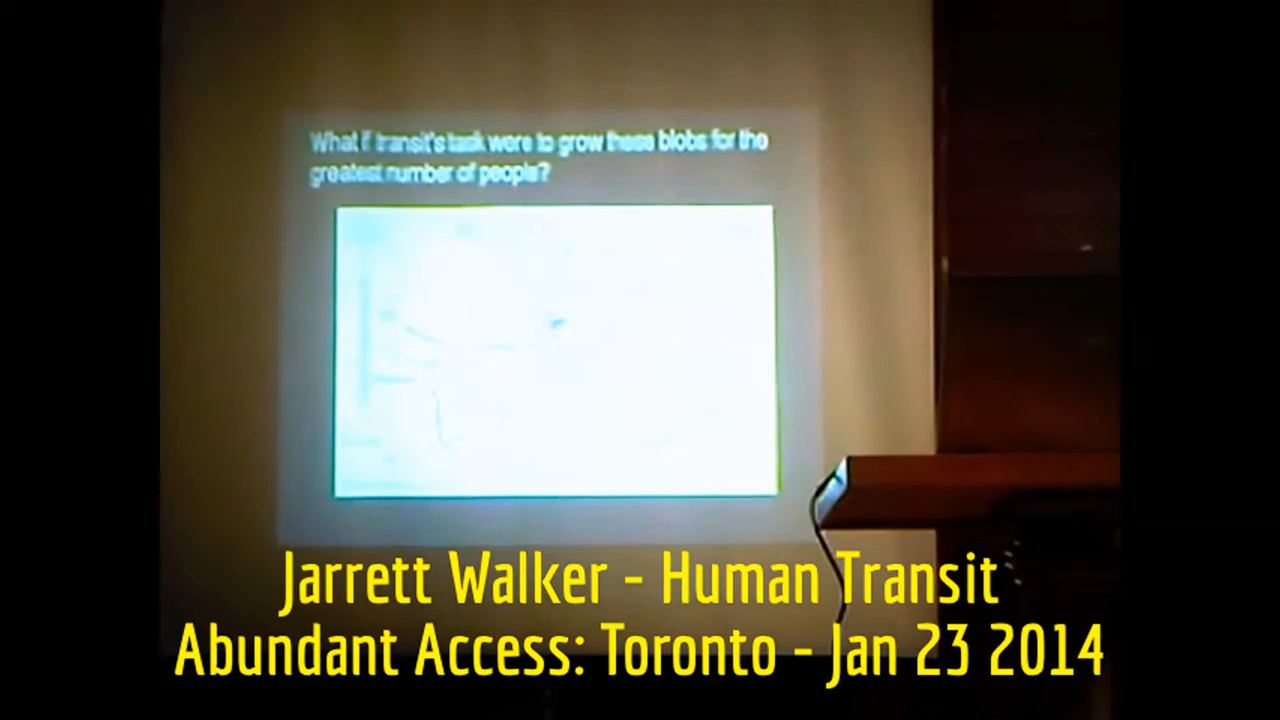 What if transit's task were to grow these blobs for the
greatest number of people?
Jarrett Walker - Human Transit
Abundant Access: Toronto - Jan 23 2014